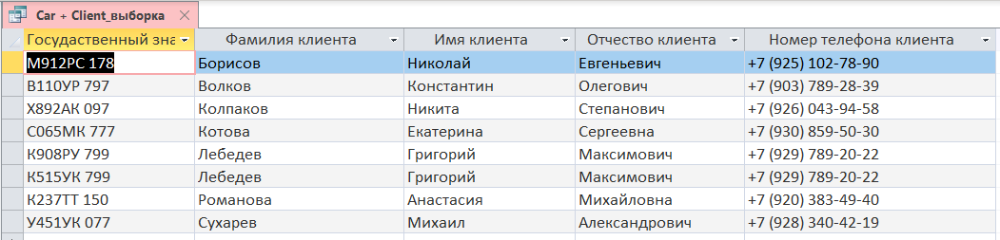 Car + Client_выборка
Госудаственный зна Фамилия клиента Имя клиента Отчество клиента Номер телефона клиента
М912РС 178 Борисов Николай Евгеньевич +7 (925) 102-78-90
В110УР 797 Волков Константин Олегович +7 (903) 789-28-39
Х892АК 097 Колпаков Никита Степанович +7 (926) 043-94-58
С065МК 777 Котова Екатерина Сергеевна +7 (930) 859-50-30
К908РУ 799 Лебедев Григорий Максимович +7 (929) 789-20-22
К515УК 799 Лебедев Григорий Максимович +7 (929) 789-20-22
К237ТТ 150 Романова Анастасия Михайловна +7 (920) 383-49-40
У451УК 077 Сухарев Михаил Александрович +7 (928) 340-42-19